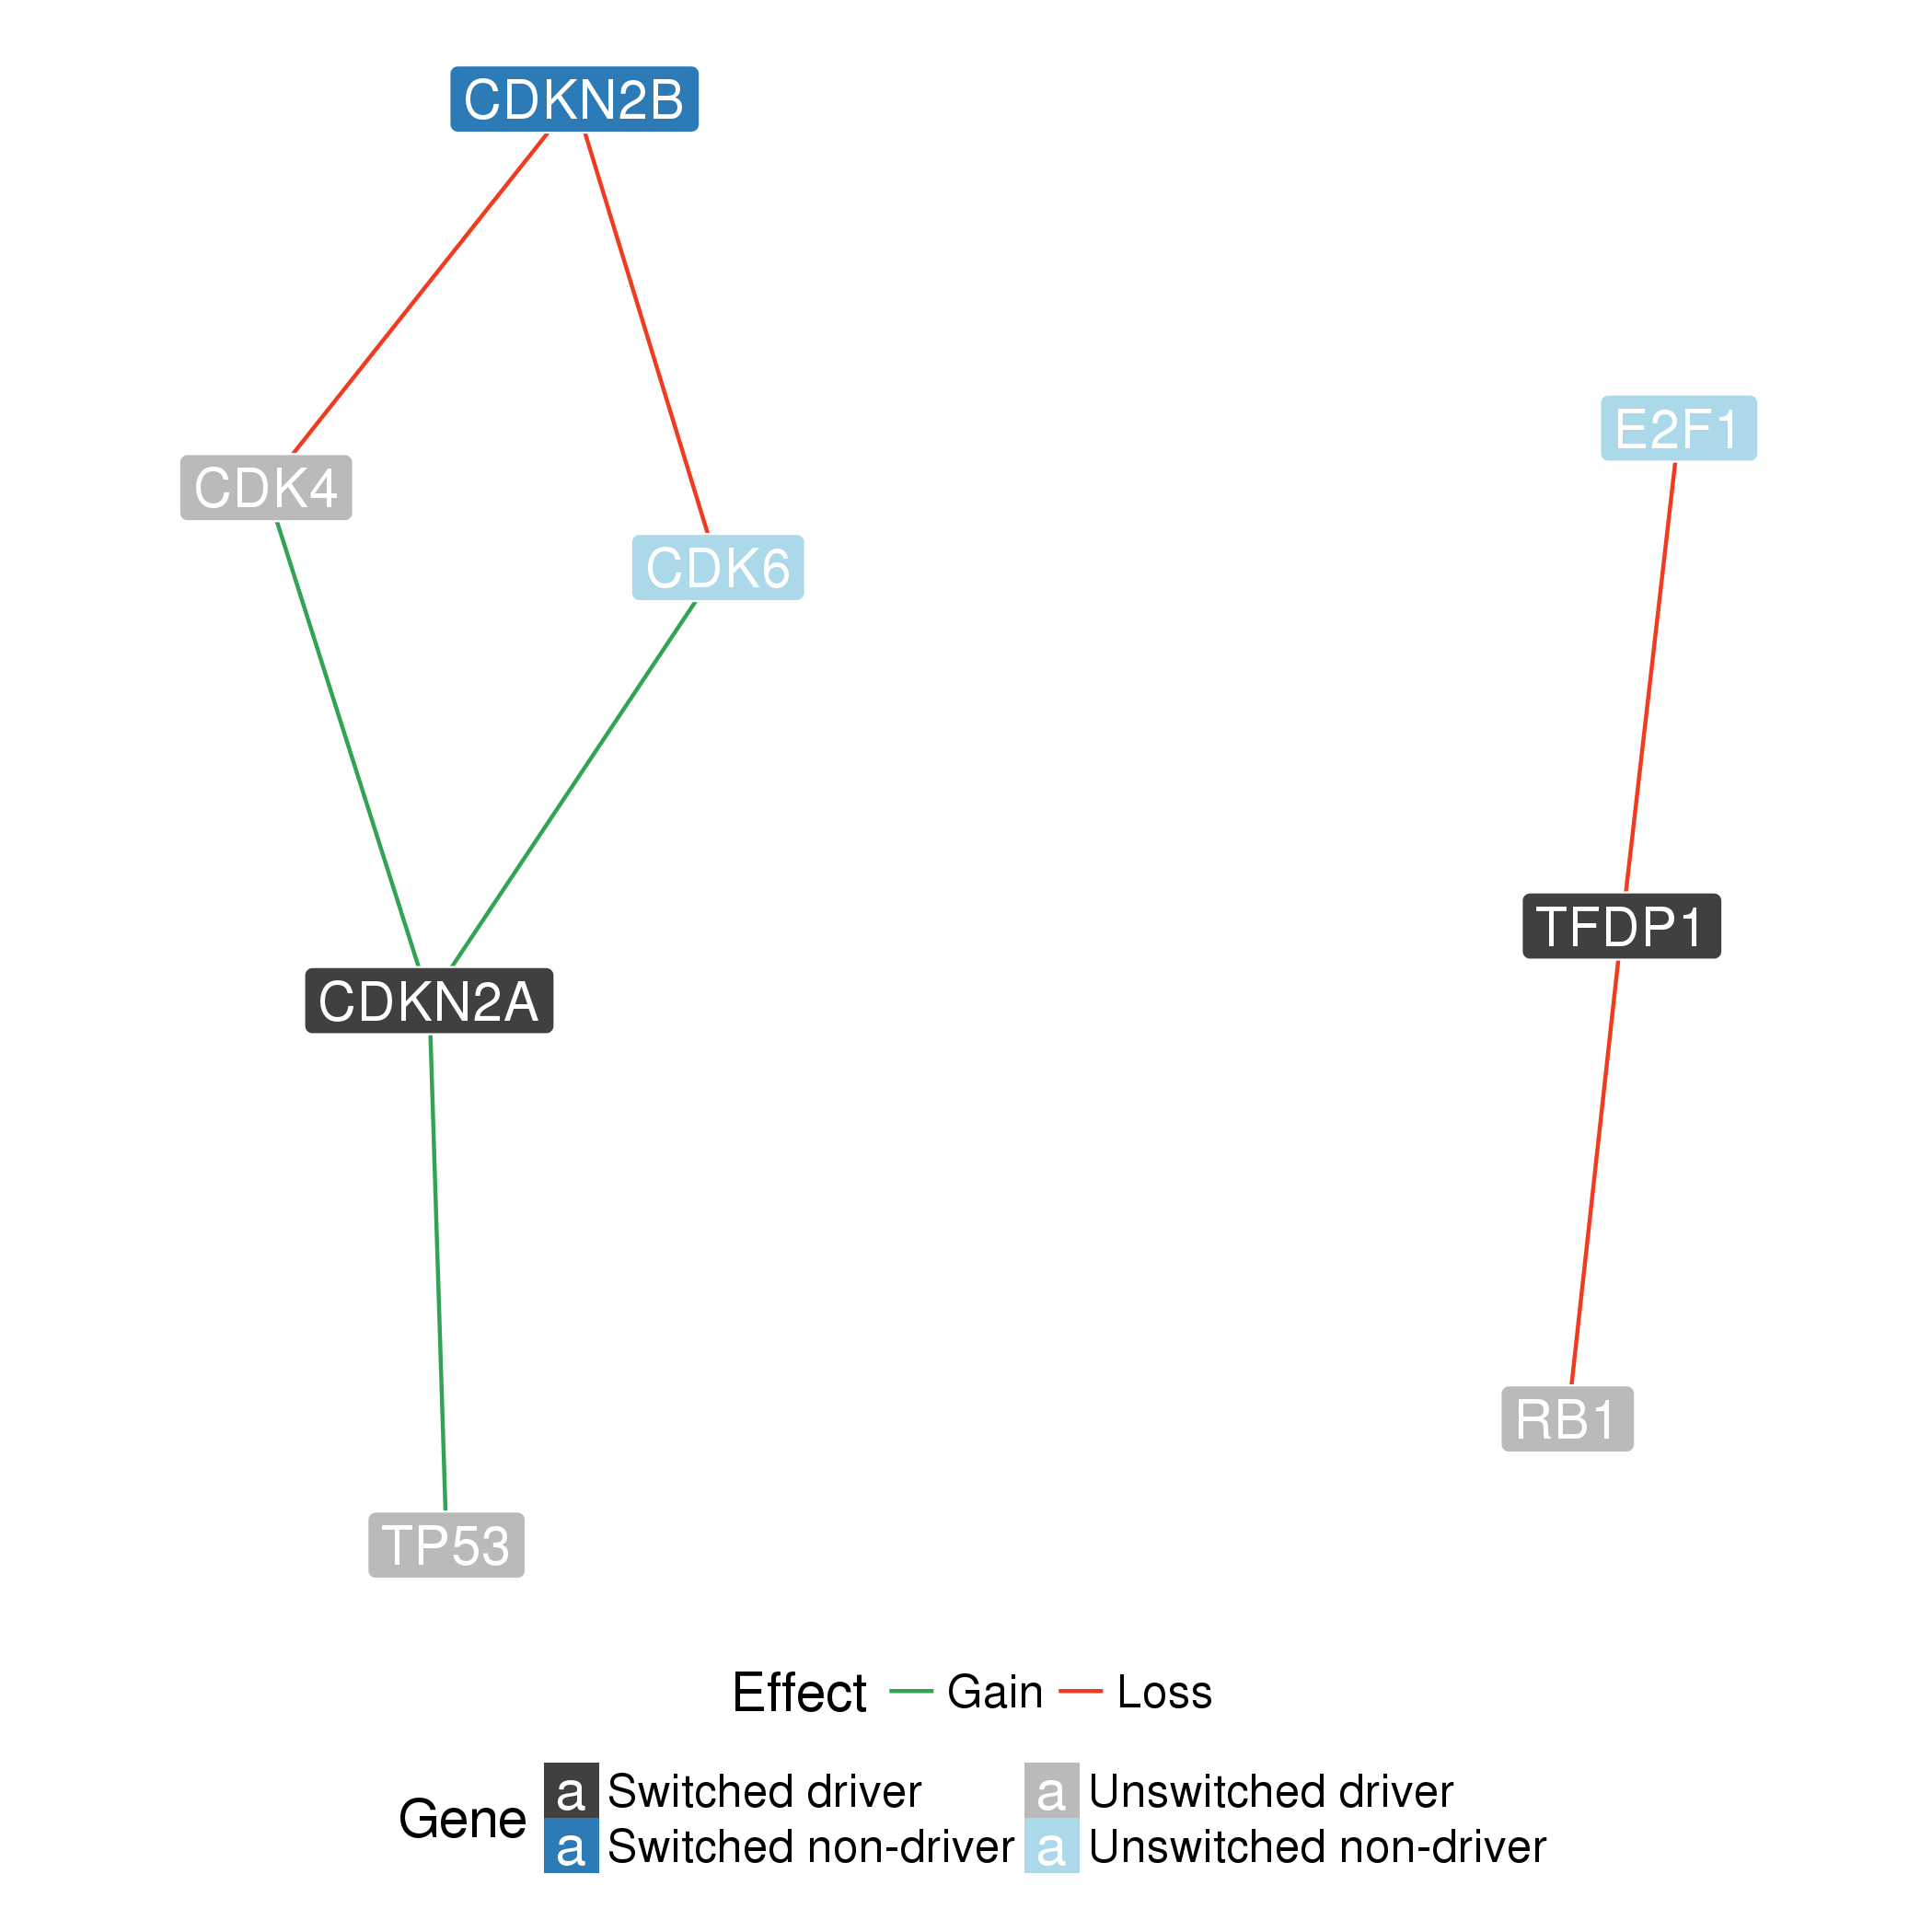 CDKN2B
E2F1
CDK4
CDK6
TFDP1
CDKN2A
RB1
TP53
Effect Gain Loss
Gene
a Switched driver a Unswitched driver
a Switched non-driver a Unswitched non-driver